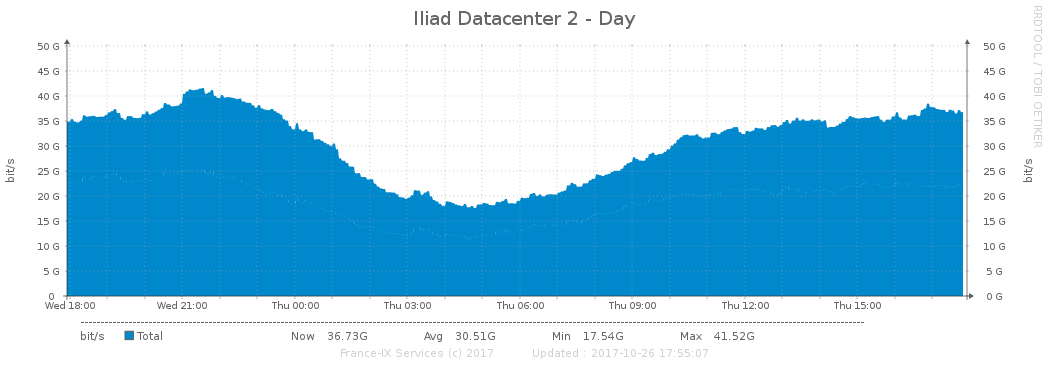 Iliad Datacenter 2 - Day
RRDTOOL / TOBI OETIKER
50 G 50 G
45 G 45 G
40 G 40 G
35 G 35 G
30 G 30 G
25 G 25 G
20 G 20 G
15 G 15 G
10 G 10 G
5 G 5 G
0 0 G
bit/s bit/s
Wed 18:00 Wed 21:00 Thu 00:00 Thu 03:00 Thu 06:00 Thu 09:00 Thu 12:00 Thu 15:00
bit/s Total Now 36.73G Avg 30.51G Min 17.54G Max 41.52G
France-IX Services (c) 2017 Updated : 2017-10-26 17:55:07